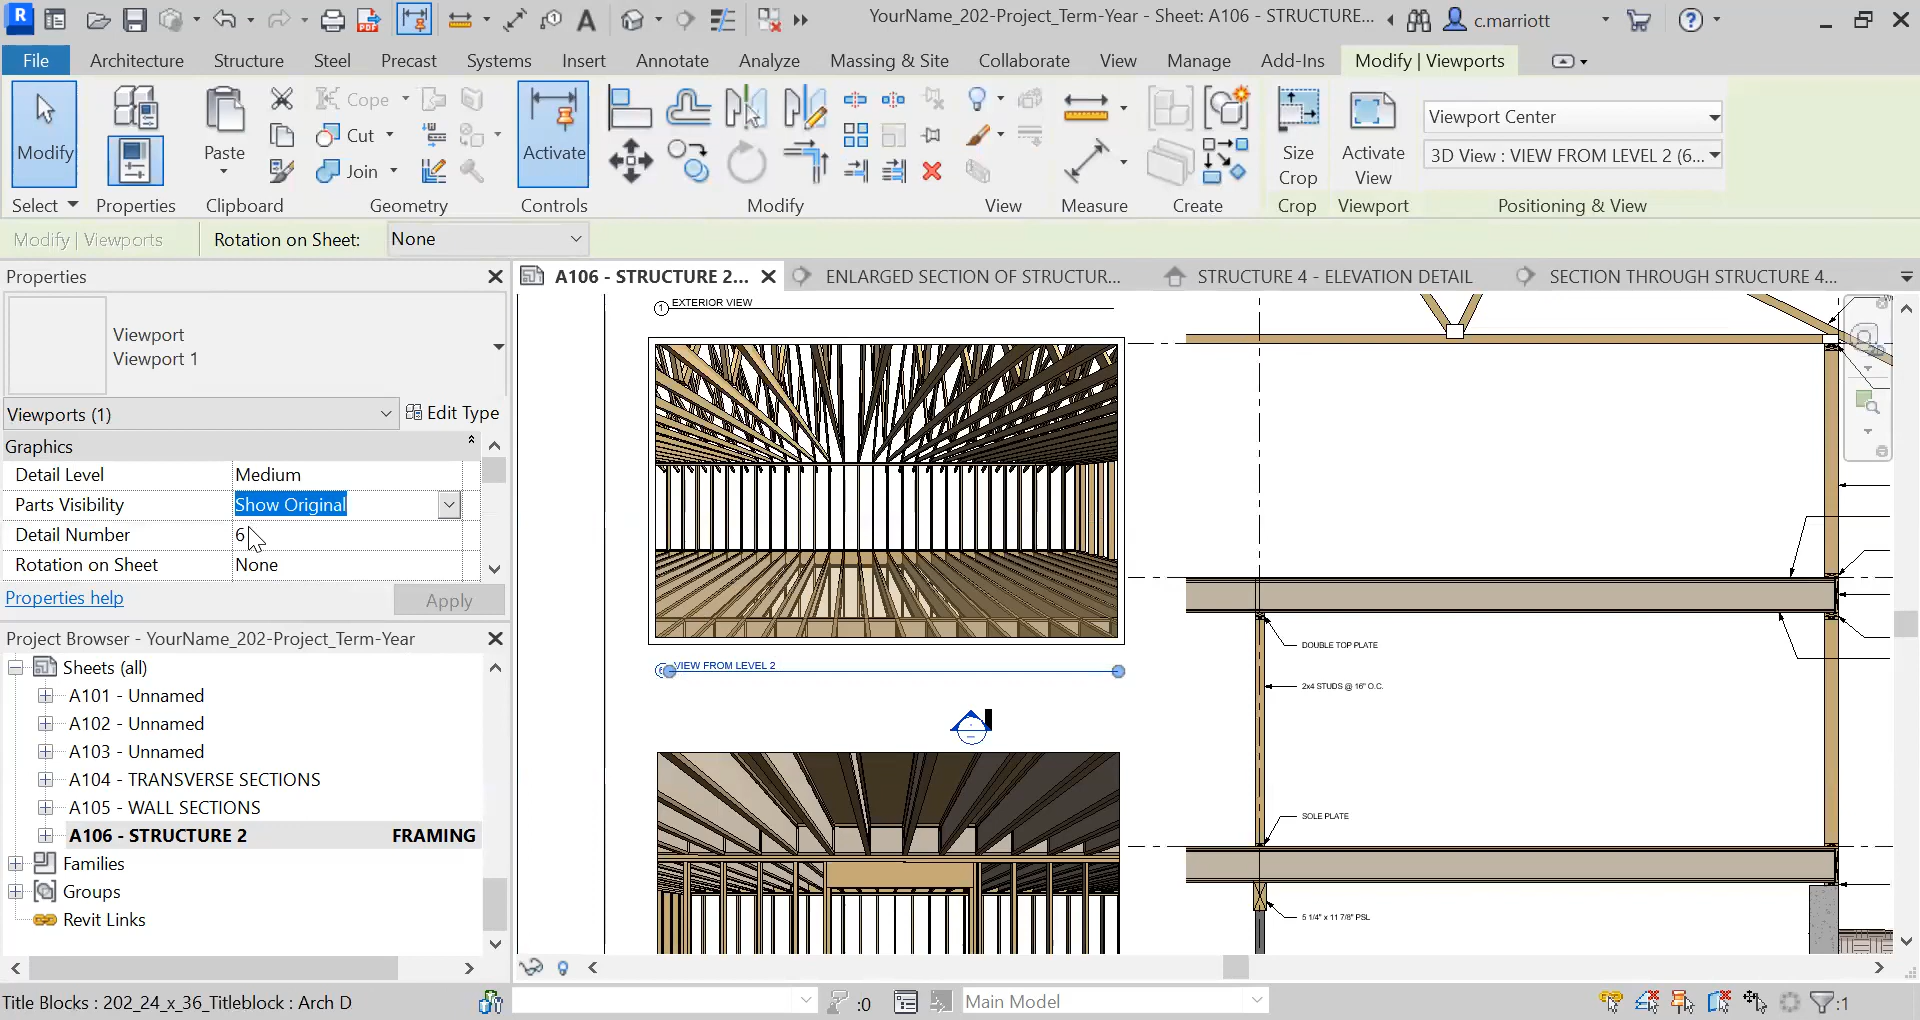 YourName_202-Project_Term-Year - Sheet: A106 - STRUCTURE...
c.marriott
File Architecture Structure Steel Precast Systems Insert Annotate Analyze Massing & Site Collaborate View Manage Add-Ins Modify | Viewports
Modify
Paste
Cope
Cut
Join
Activate
Size Crop
Activate View
Viewport Center
3D View : VIEW FROM LEVEL 2 (6...
Select Properties Clipboard Geometry Controls Modify View Measure Create Crop Viewport Positioning & View
Modify | Viewports Rotation on Sheet: None
Properties
A106 - STRUCTURE 2... ENLARGED SECTION OF STRUCTUR... STRUCTURE 4 - ELEVATION DETAIL SECTION THROUGH STRUCTURE 4...
Viewport
Viewport 1
Viewports (1) Edit Type
Graphics
Detail Level Medium
Parts Visibility Show Original
Detail Number 6
Rotation on Sheet None
Properties help Apply
Project Browser - YourName_202-Project_Term-Year
Sheets (all)
A101 - Unnamed
A102 - Unnamed
A103 - Unnamed
A104 - TRANSVERSE SECTIONS
A105 - WALL SECTIONS
A106 - STRUCTURE 2 FRAMING
Families
Groups
Revit Links
1 EXTERIOR VIEW
VIEW FROM LEVEL 2
DOUBLE TOP PLATE
2x4 STUDS @ 16" O.C.
SOLE PLATE
5 1/4" x 11 7/8" PSL
Title Blocks : 202_24_x_36_Titleblock : Arch D
:0
Main Model
:1